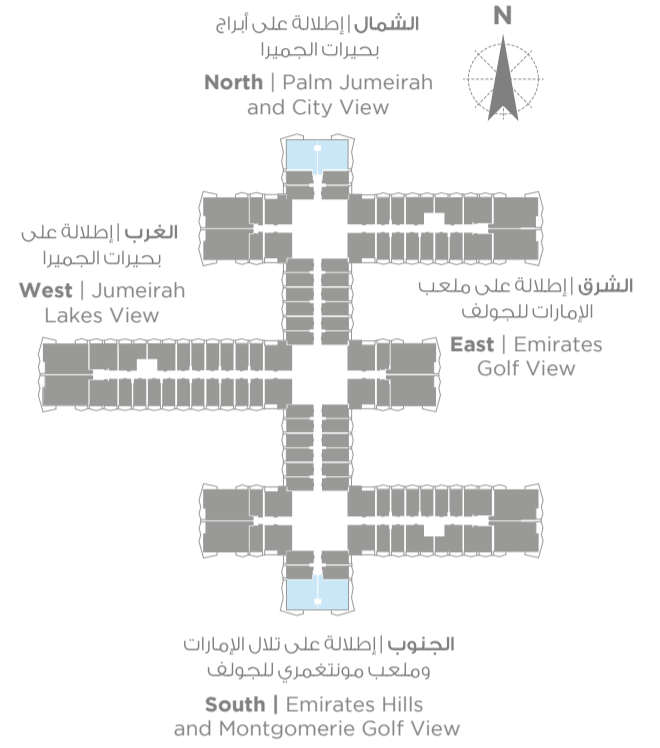 الشمال | إطلالة على أبراج
بحيرات الجميرا
North | Palm Jumeirah
and City View
N
الغرب | إطلالة على
بحيرات الجميرا
West | Jumeirah
Lakes View
الشرق | إطلالة على ملعب
الإمارات للجولف
East | Emirates
Golf View
الجنوب | إطلالة على تلال الإمارات
وملعب مونتغمري للجولف
South | Emirates Hills
and Montgomerie Golf View